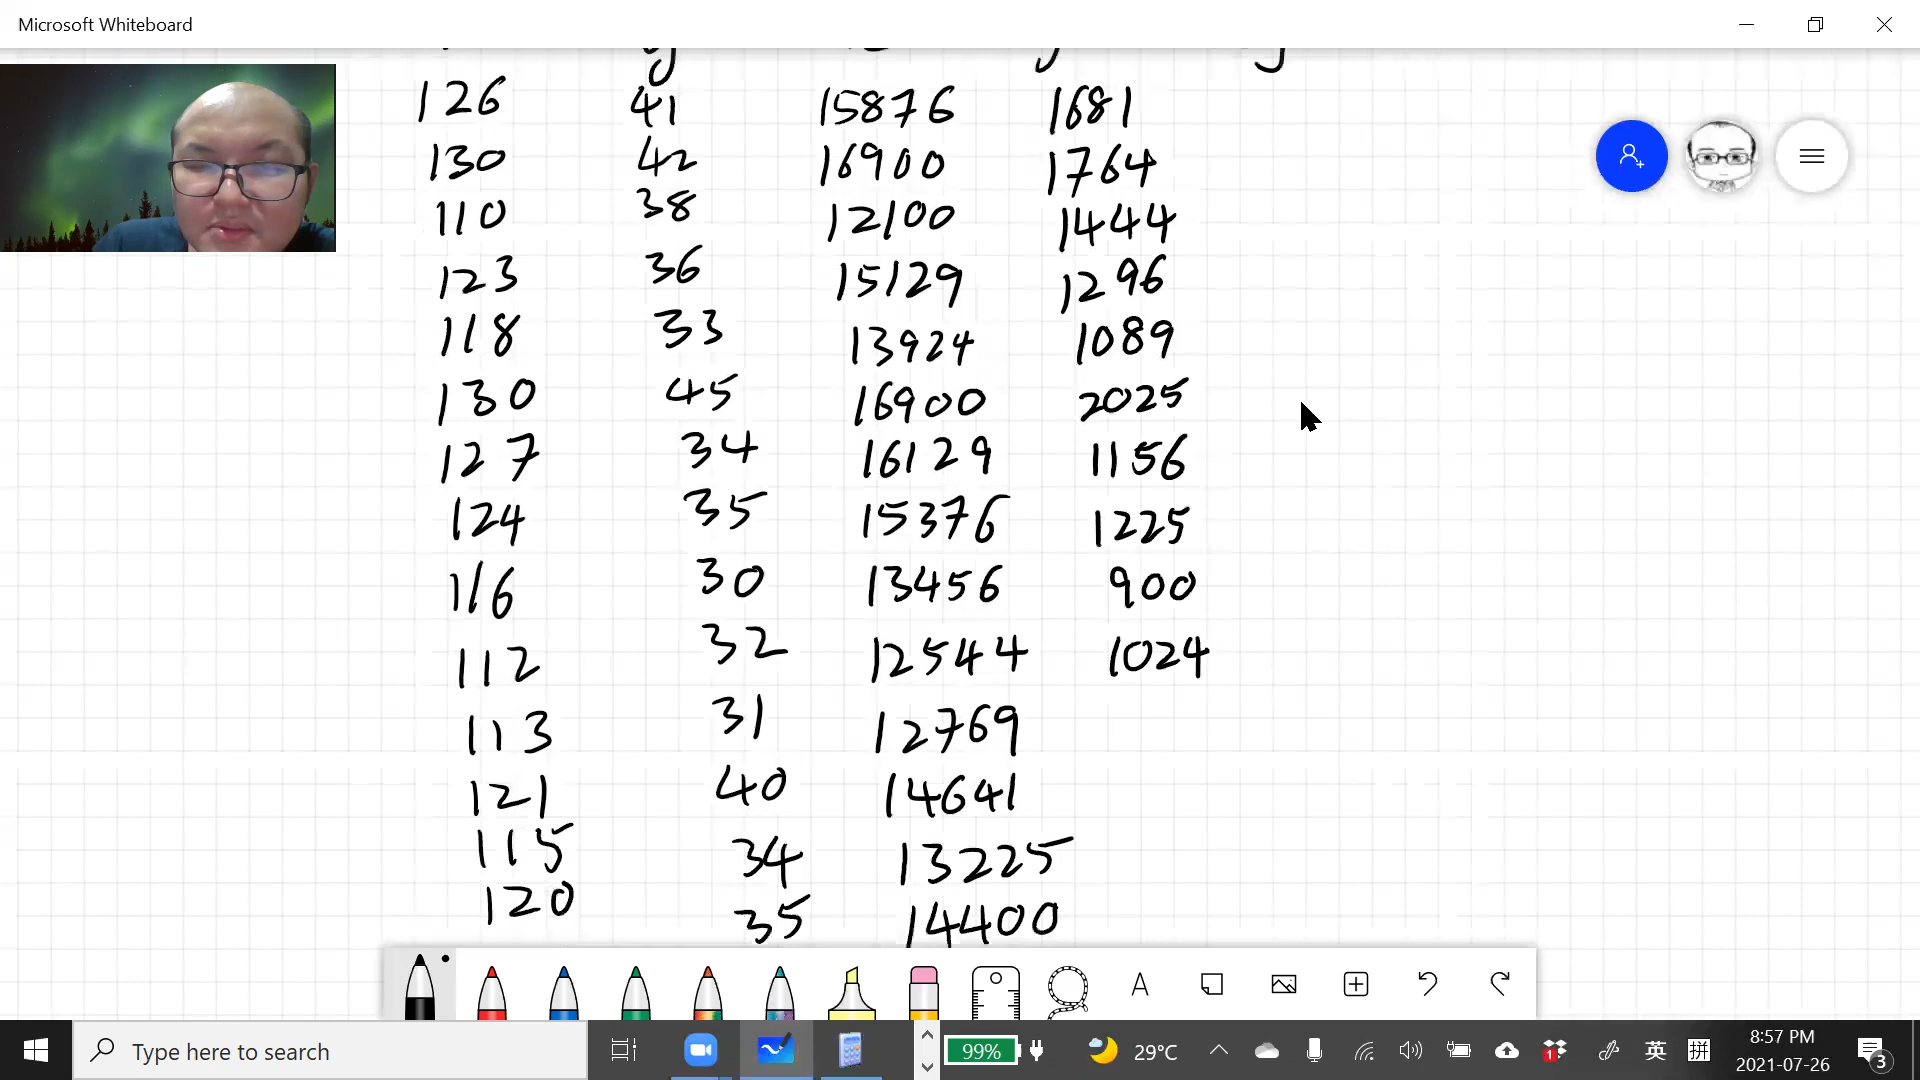 Microsoft Whiteboard
126 41 15876 1681
130 42 16900 1764
110 38 12100 1444
123 36 15129 1296
118 33 13924 1089
130 45 16900 2025
127 34 16129 1156
124 35 15376 1225
116 30 13456 900
112 32 12544 1024
113 31 12769
121 40 14641
115 34 13225
120 35 14400
A
Type here to search
99%
29°C
1
英
拼
8:57 PM
2021-07-26
3